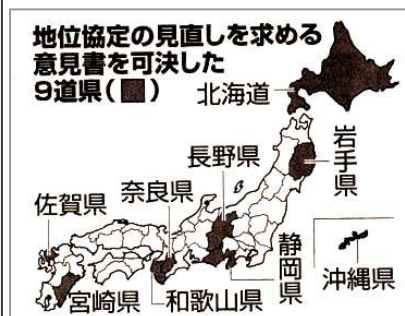 地位協定の見直しを求める
意見書を可決した
9道県(■)
北海道
岩手県
長野県
奈良県
佐賀県
静岡県
沖縄県
宮崎県
和歌山県